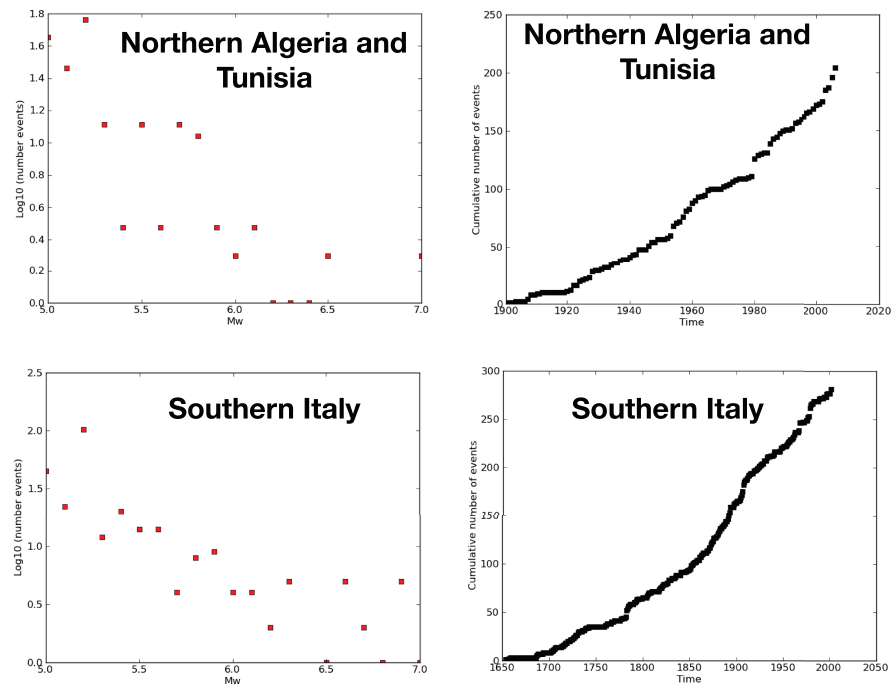 Northern Algeria and
Tunisia
1.8
1.6
1.4
1.2
1.0
0.8
0.6
0.4
0.2
0.0
Log10 (number events)
5.0 5.5 6.0 6.5 7.0
Mw
Northern Algeria and
Tunisia
250
200
150
100
50
0
Cumulative number of events
1900 1920 1940 1960 1980 2000 2020
Time
Southern Italy
2.5
2.0
1.5
1.0
0.5
0.0
Log10 (number events)
5.0 5.5 6.0 6.5 7.0
Mw
Southern Italy
300
250
200
150
100
50
0
Cumulative number of events
1650 1700 1750 1800 1850 1900 1950 2000 2050
Time